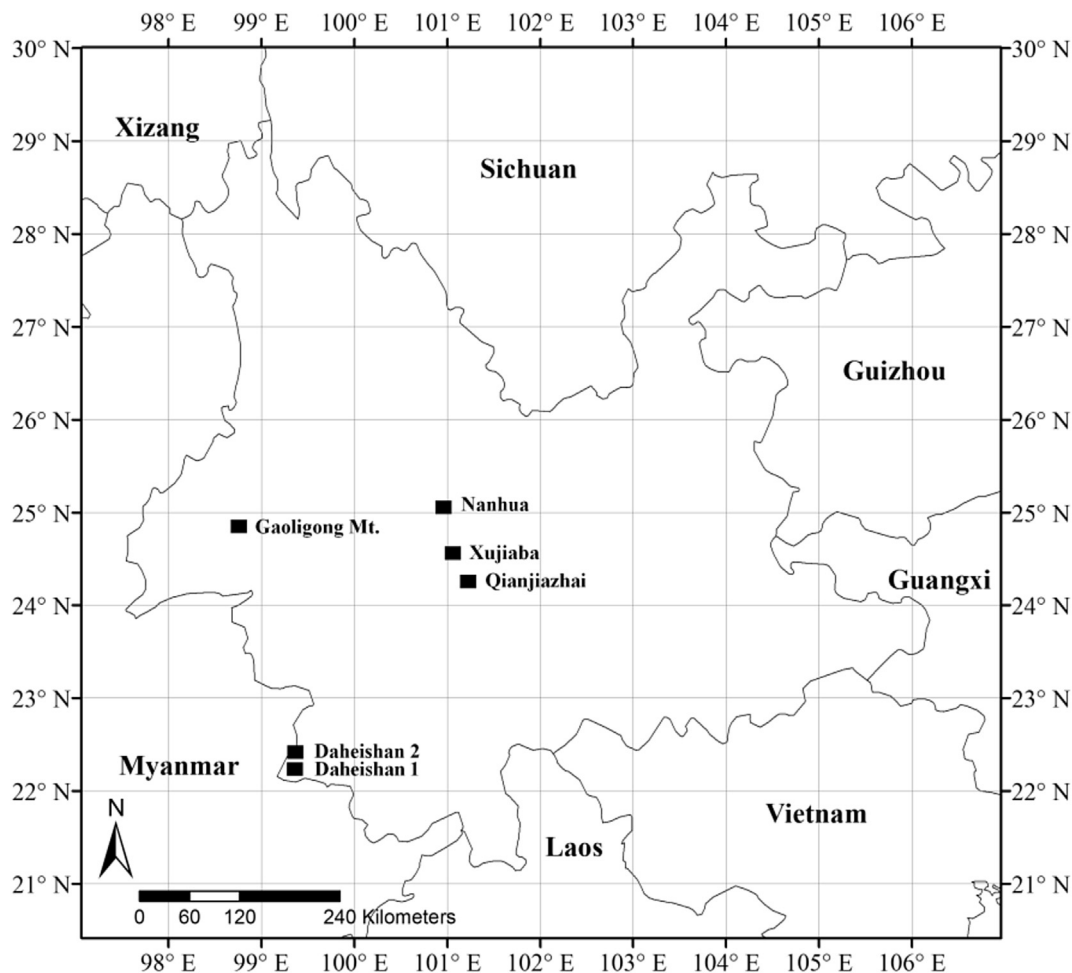 98° E 99° E 100° E 101° E 102° E 103° E 104° E 105° E 106° E
30° N 30° N
Xizang
29° N 29° N
Sichuan
28° N 28° N
27° N 27° N
Guizhou
26° N 26° N
Nanhua
25° N 25° N
Gaoligong Mt.
Xujiaba
Qianjiazhai
Guangxi
24° N 24° N
23° N 23° N
Daheishan 2
Myanmar
Daheishan 1
22° N 22° N
N
Vietnam
Laos
21° N 21° N
0 60 120 240 Kilometers
98° E 99° E 100° E 101° E 102° E 103° E 104° E 105° E 106° E